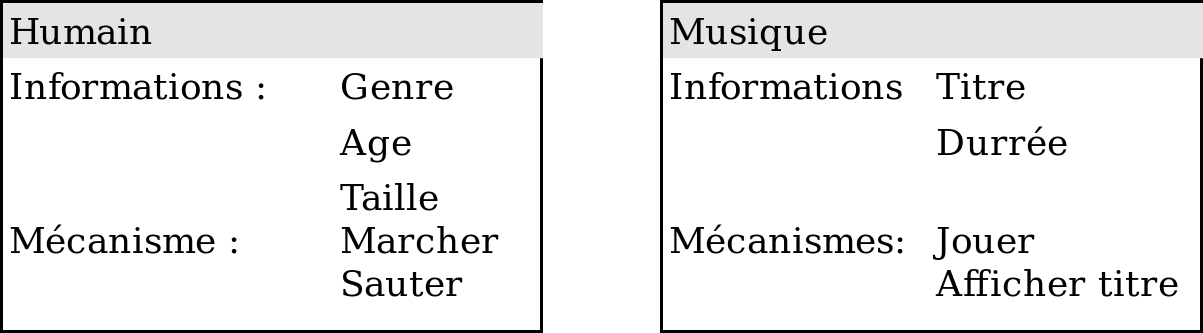 Humain
Informations : Genre
Age
Taille
Mécanisme : Marcher
Sauter
Musique
Informations Titre
Durrée
Mécanismes: Jouer
Afficher titre